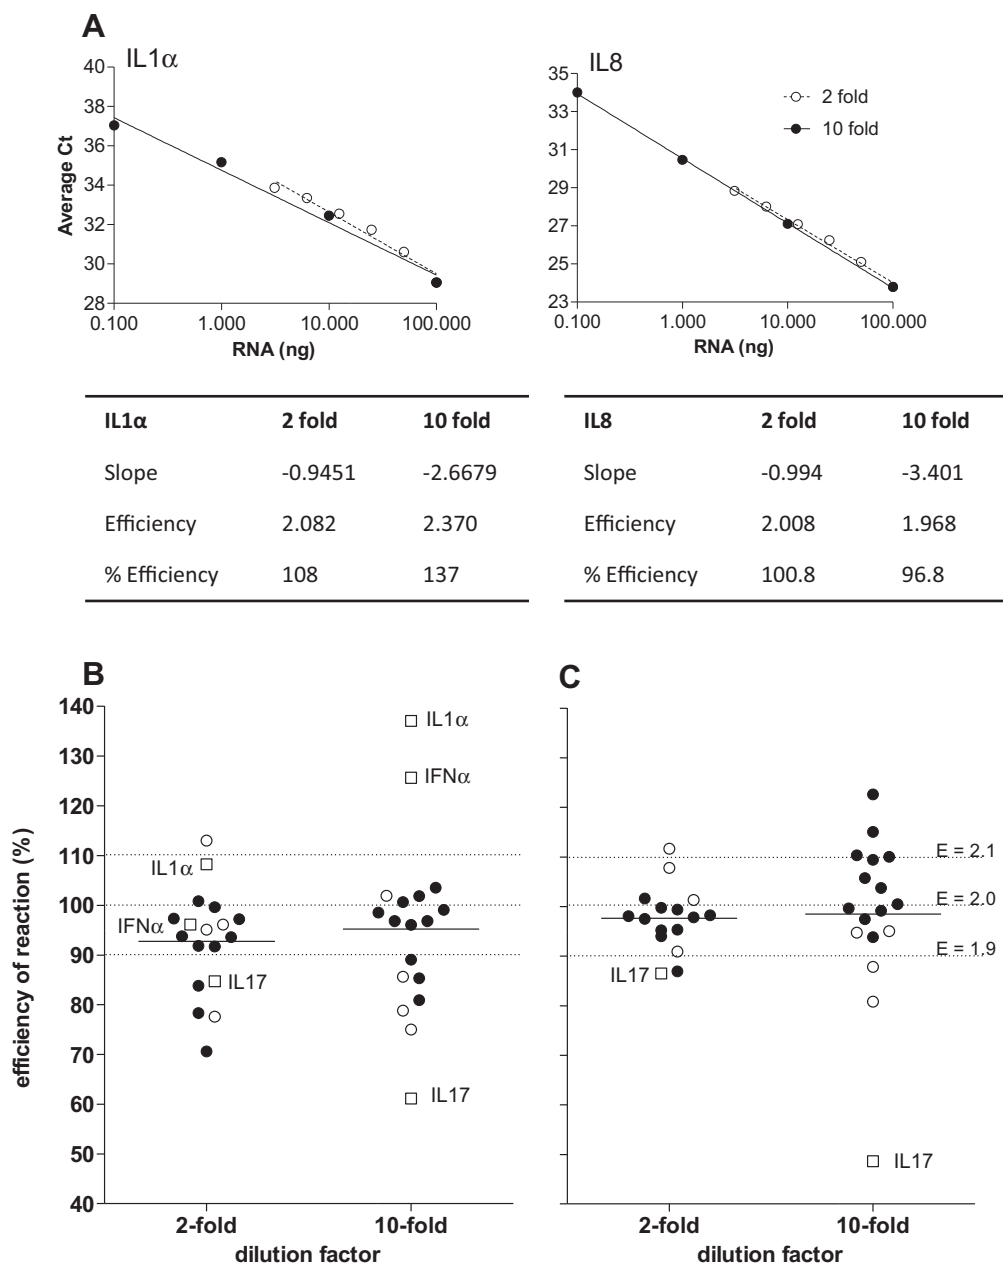 A
IL1α
40
38
36
34
32
30
28
Average Ct
0.100 1.000 10.000 100.000
RNA (ng)
IL8
35
33
31
29
27
25
23
2 fold
10 fold
0.100 1.000 10.000 100.000
RNA (ng)
IL1α 2 fold 10 fold
Slope -0.9451 -2.6679
Efficiency 2.082 2.370
% Efficiency 108 137
IL8 2 fold 10 fold
Slope -0.994 -3.401
Efficiency 2.008 1.968
% Efficiency 100.8 96.8
B
140
130
120
110
100
90
80
70
60
50
40
efficiency of reaction (%)
IL1α
IFNα
IL17
IL1α
IFNα
IL17
2-fold 10-fold
dilution factor
C
E = 2.1
E = 2.0
E = 1.9
IL17
IL17
2-fold 10-fold
dilution factor